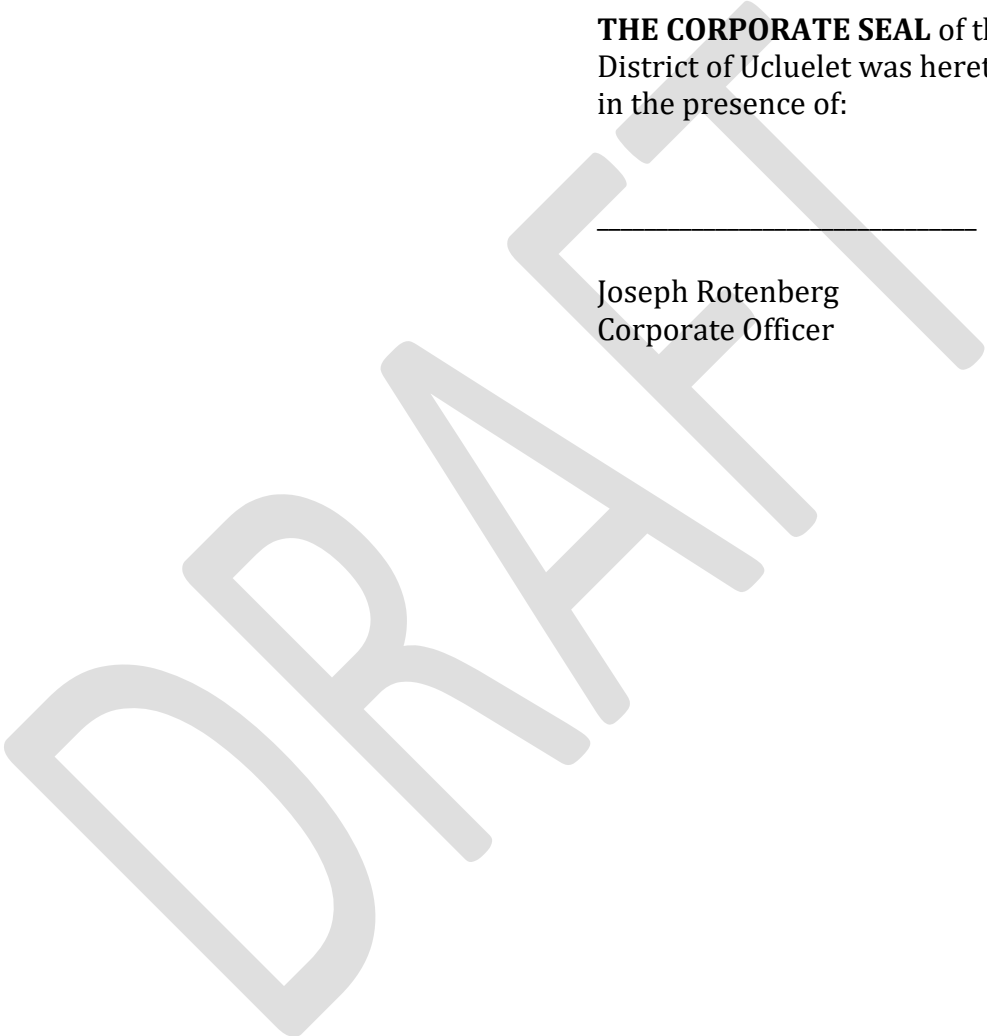 THE CORPORATE SEAL of th
District of Ucluelet was heret
in the presence of:
________________________________
Joseph Rotenberg
Corporate Officer
DRAFT